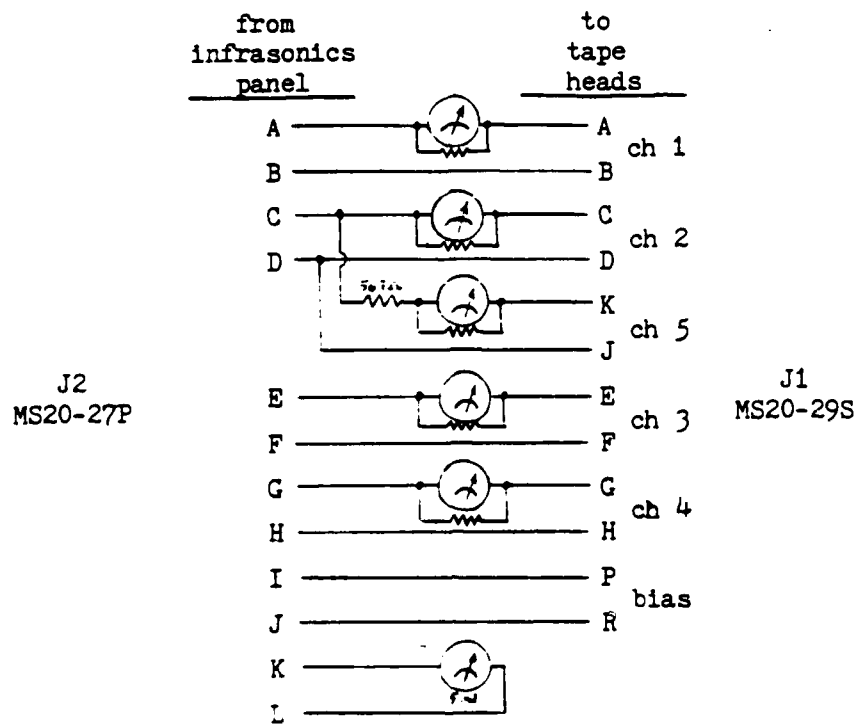 from
infrasonics
panel
to
tape
heads
A A
ch 1
B B
C C
ch 2
D D
K
ch 5
J
J2
MS20-27P
J1
MS20-29S
E E
ch 3
F F
G G
ch 4
H H
I P
bias
J R
K
L